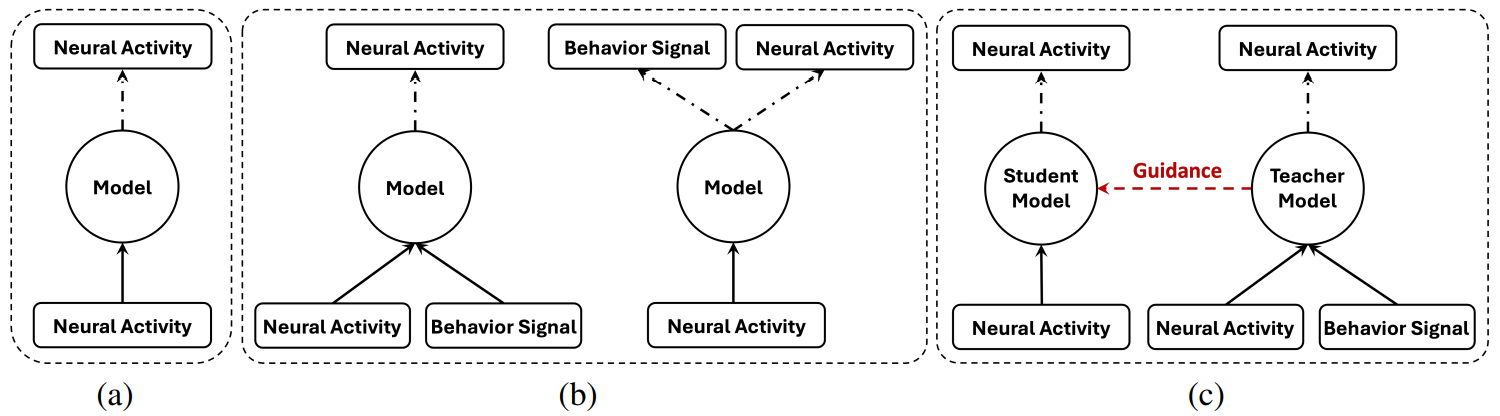 Neural Activity
Model
Neural Activity
(a)
Neural Activity
Model
Neural Activity
Behavior Signal
Behavior Signal
Neural Activity
Model
Neural Activity
(b)
Neural Activity
Student
Model
Neural Activity
Guidance
Neural Activity
Teacher
Model
Neural Activity
Behavior Signal
(c)